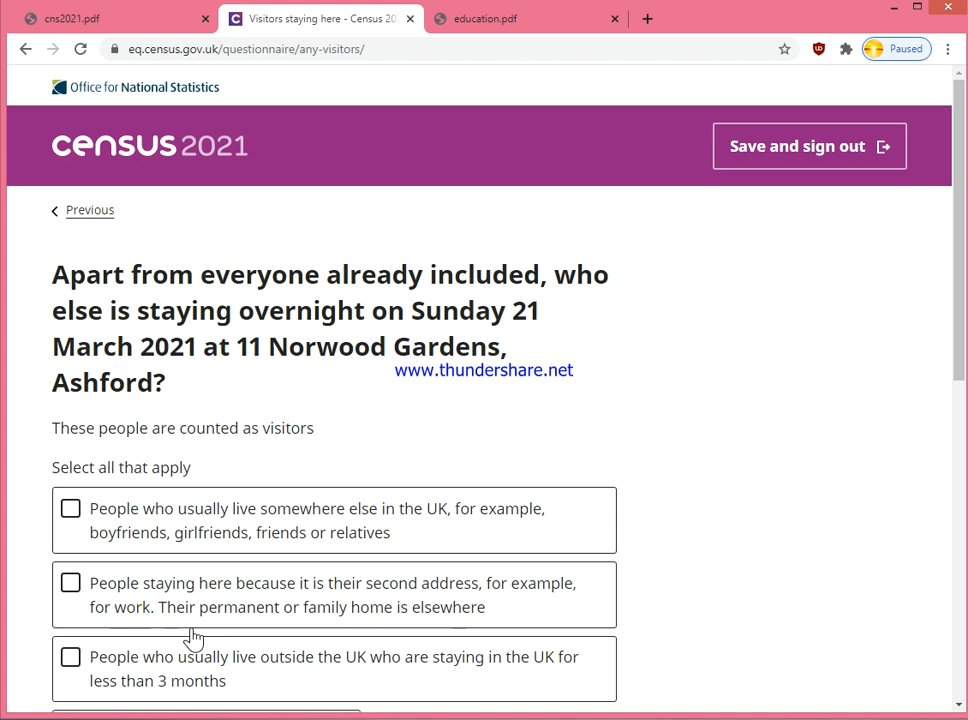 cns2021.pdf
Visitors staying here - Census 20
education.pdf
eq.census.gov.uk/questionnaire/any-visitors/
Paused
Office for National Statistics
census 2021
Save and sign out
Previous
Apart from everyone already included, who
else is staying overnight on Sunday 21
March 2021 at 11 Norwood Gardens,
Ashford?
www.thundershare.net
These people are counted as visitors
Select all that apply
People who usually live somewhere else in the UK, for example,
boyfriends, girlfriends, friends or relatives
People staying here because it is their second address, for example,
for work. Their permanent or family home is elsewhere
People who usually live outside the UK who are staying in the UK for
less than 3 months